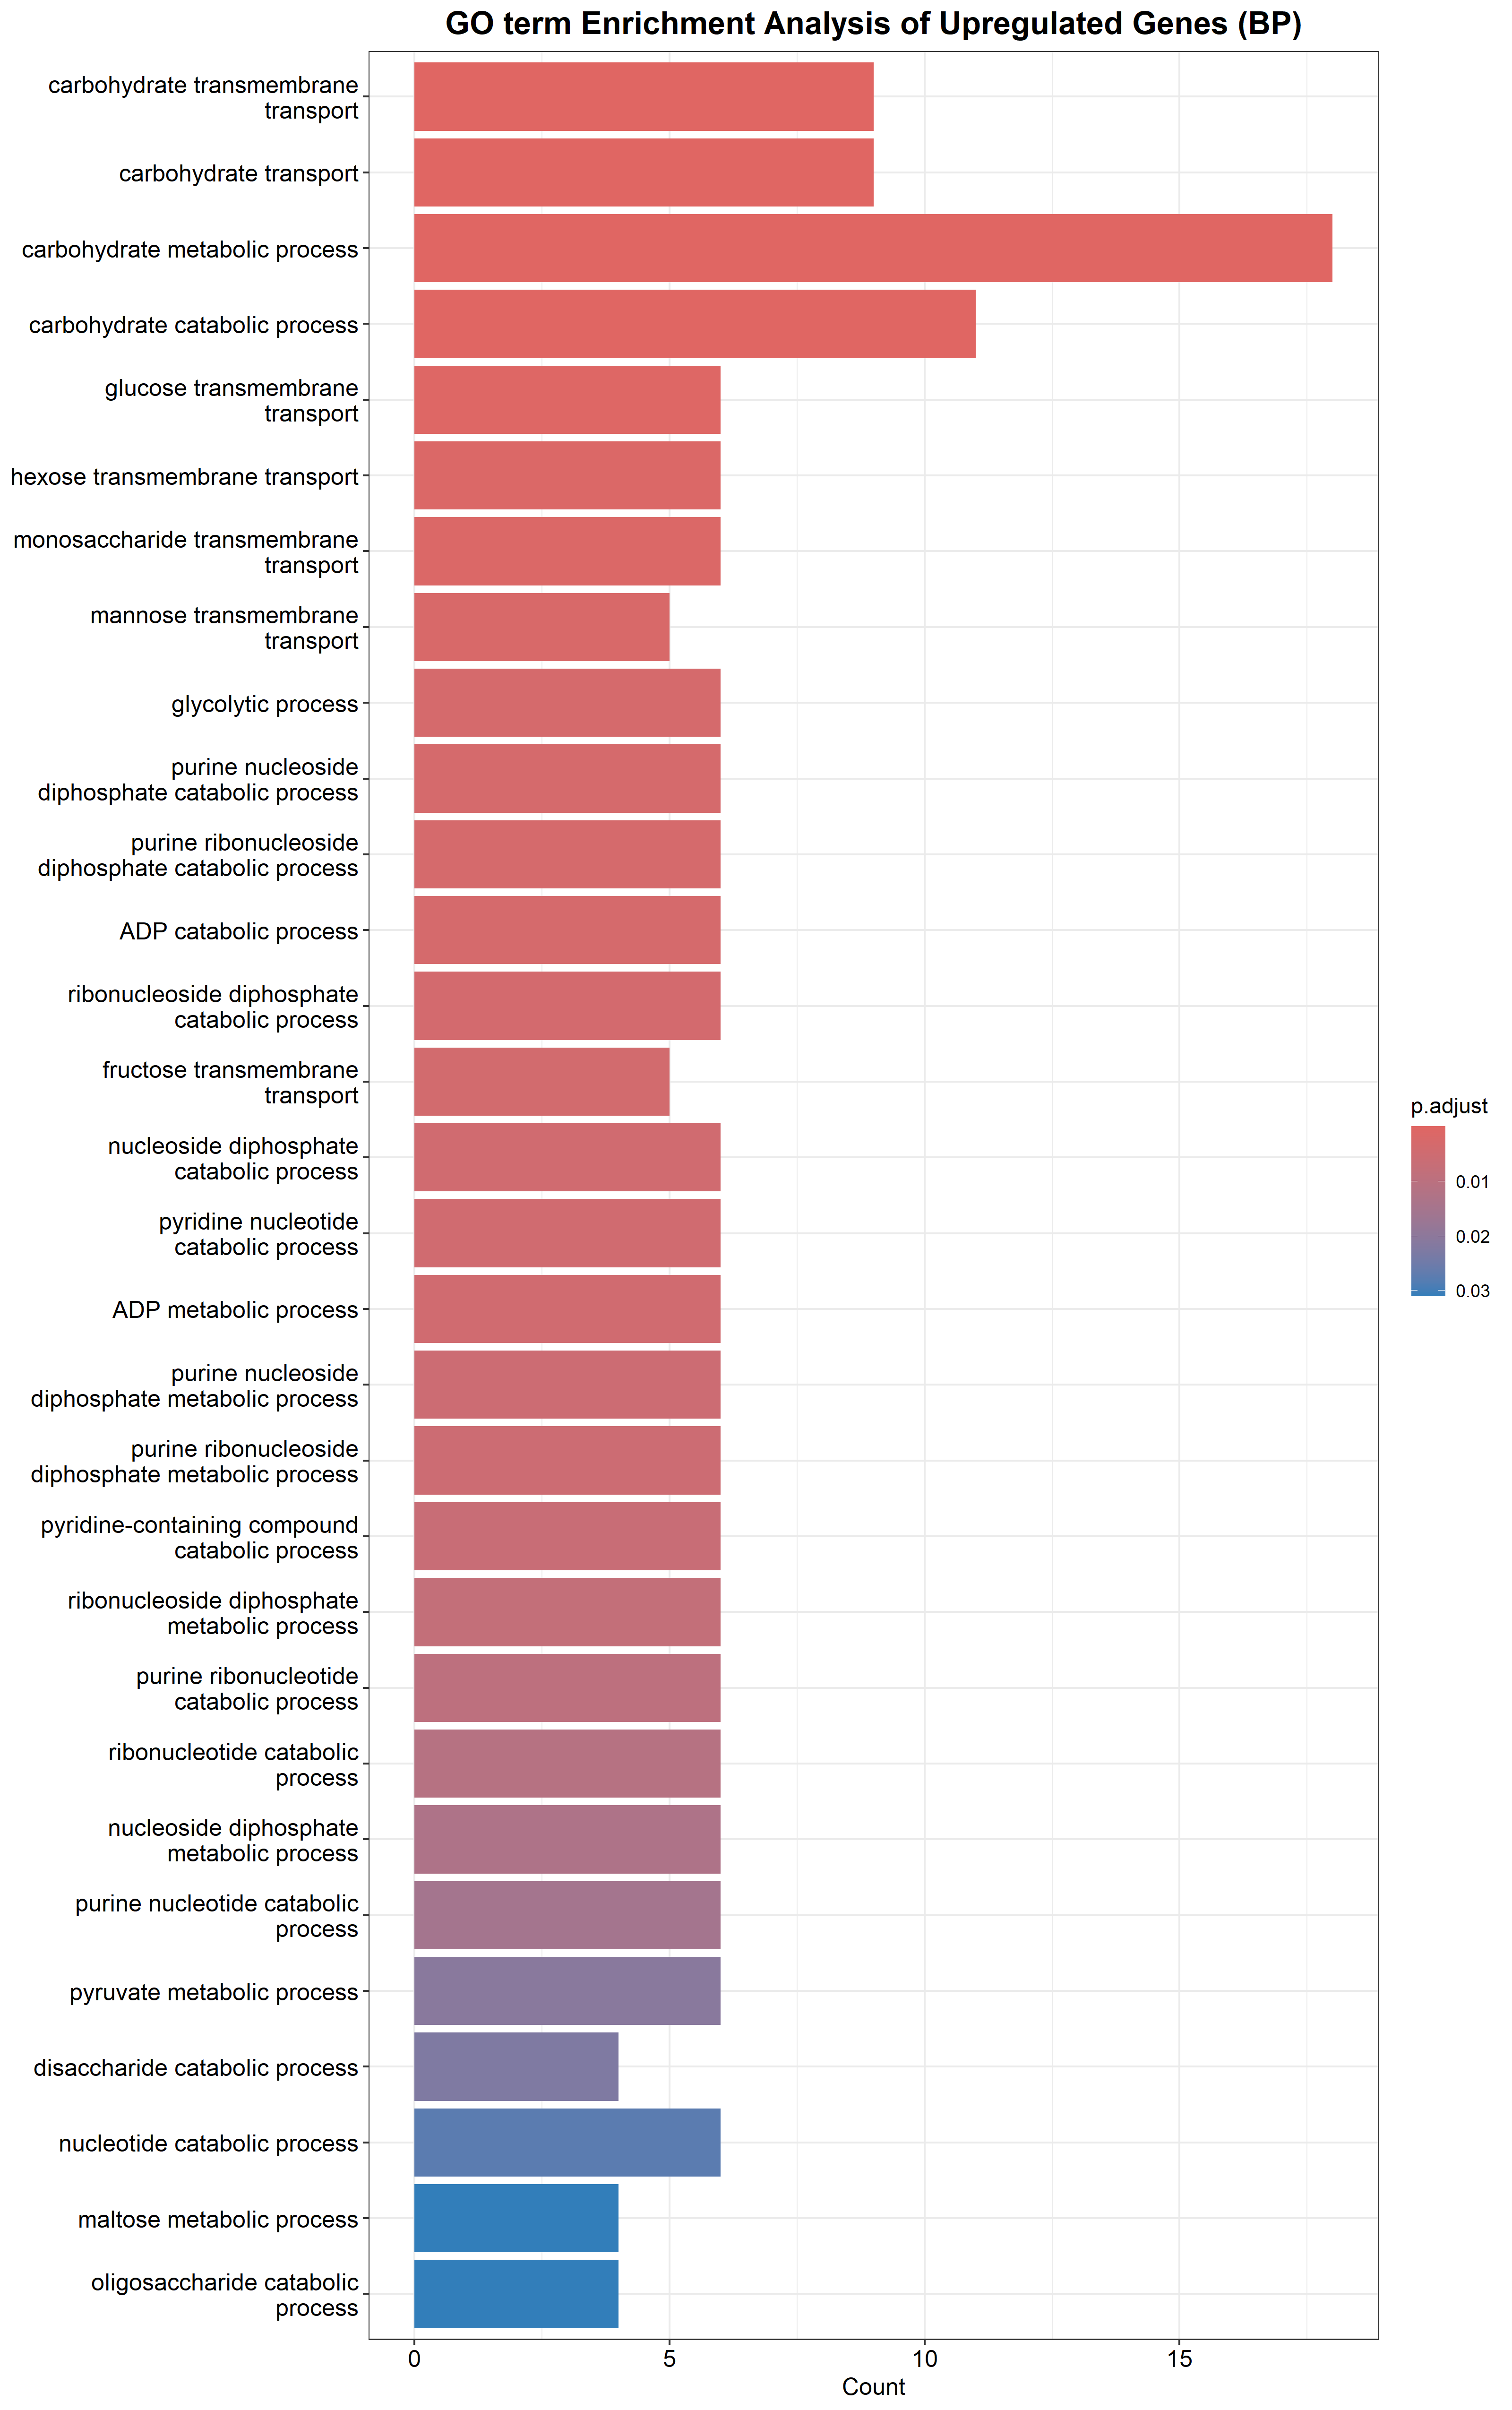 GO term Enrichment Analysis of Upregulated Genes (BP)
carbohydrate transmembrane
transport
carbohydrate transport
carbohydrate metabolic process
carbohydrate catabolic process
glucose transmembrane
transport
hexose transmembrane transport
monosaccharide transmembrane
transport
mannose transmembrane
transport
glycolytic process
purine nucleoside
diphosphate catabolic process
purine ribonucleoside
diphosphate catabolic process
ADP catabolic process
ribonucleoside diphosphate
catabolic process
fructose transmembrane
transport
nucleoside diphosphate
catabolic process
pyridine nucleotide
catabolic process
ADP metabolic process
purine nucleoside
diphosphate metabolic process
purine ribonucleoside
diphosphate metabolic process
pyridine-containing compound
catabolic process
ribonucleoside diphosphate
metabolic process
purine ribonucleotide
catabolic process
ribonucleotide catabolic
process
nucleoside diphosphate
metabolic process
purine nucleotide catabolic
process
pyruvate metabolic process
disaccharide catabolic process
nucleotide catabolic process
maltose metabolic process
oligosaccharide catabolic
process
0 5 10 15
Count
p.adjust
0.01
0.02
0.03